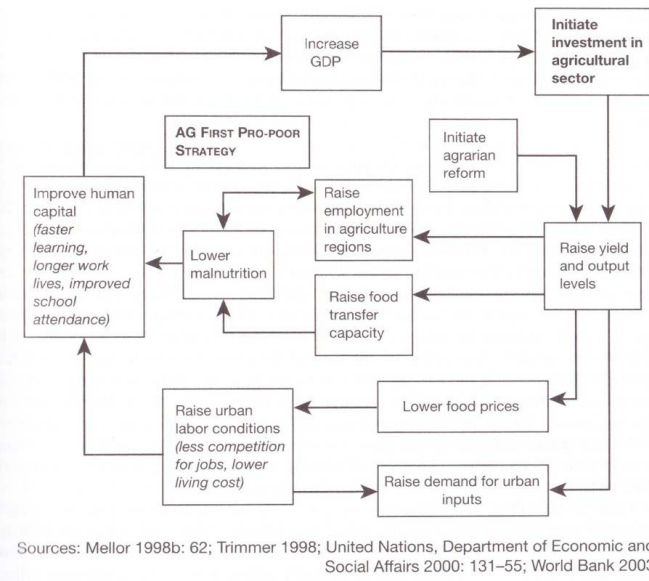 Increase
GDP
Initiate
investment in
agricultural
sector
AG FIRST PRO-POOR
STRATEGY
Initiate
agrarian
reform
Improve human
capital
(faster
learning,
longer work
lives, improved
school
attendance)
Raise
employment
in agriculture
regions
Lower
malnutrition
Raise yield
and output
levels
Raise food
transfer
capacity
Raise urban
labor conditions
(less competition
for jobs, lower
living cost)
Lower food prices
Raise demand for urban
inputs
Sources: Mellor 1998b: 62; Trimmer 1998; United Nations, Department of Economic and
Social Affairs 2000: 131–55; World Bank 2003